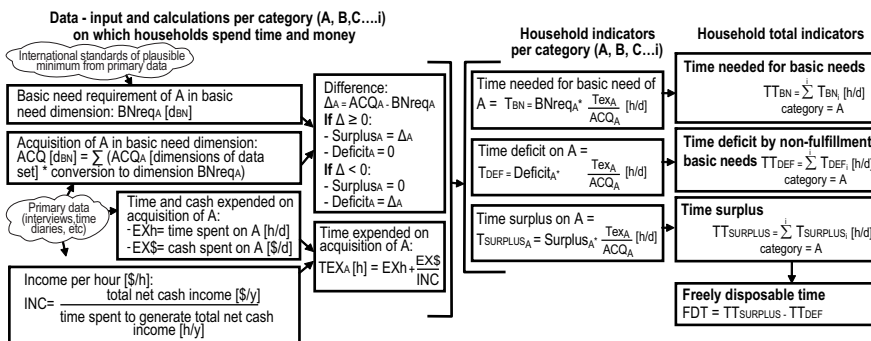 Data - input and calculations per category (A, B,C....i)
on which households spend time and money
International standards of plausible
minimum from primary data
Basic need requirement of A in basic
need dimension: BNreqA [dBN]
Acquisition of A in basic need dimension:
ACQ [dBN] = ∑ (ACQA [dimensions of data
set] * conversion to dimension BNreqA)
Primary data
(interviews,time
diaries, etc)
Time and cash expended on
acquisition of A:
-EXh= time spent on A [h/d]
-EX$= cash spent on A [$/d]
Income per hour [$/h]:
INC= total net cash income [$/y]
time spent to generate total net cash
income [h/y]
Difference:
ΔA = ACQA - BNreqA
If Δ ≥ 0:
- SurplusA = ΔA
- DeficitA = 0
If Δ < 0:
- SurplusA = 0
- DeficitA = ΔA
Time expended on
acquisition of A:
TEXA [h] = EXh+ EX$
INC
Household indicators
per category (A, B, C...i)
Time needed for basic need of
A = TBN = BNreqA* TexA [h/d]
ACQA
Time deficit on A =
TDEF = DeficitA* TexA [h/d]
ACQA
Time surplus on A =
TSURPLUS = SurplusA* TexA [h/d]
ACQA
Household total indicators
Time needed for basic needs
i
TTBN = ∑ TBNi [h/d]
category = A
Time deficit by non-fulfillment
basic needs TTDEF = i ∑ TDEFi [h/d]
category = A
Time surplus
i
TTSURPLUS = ∑ TSURPLUSi [h/d]
category = A
Freely disposable time
FDT = TTSURPLUS - TTDEF